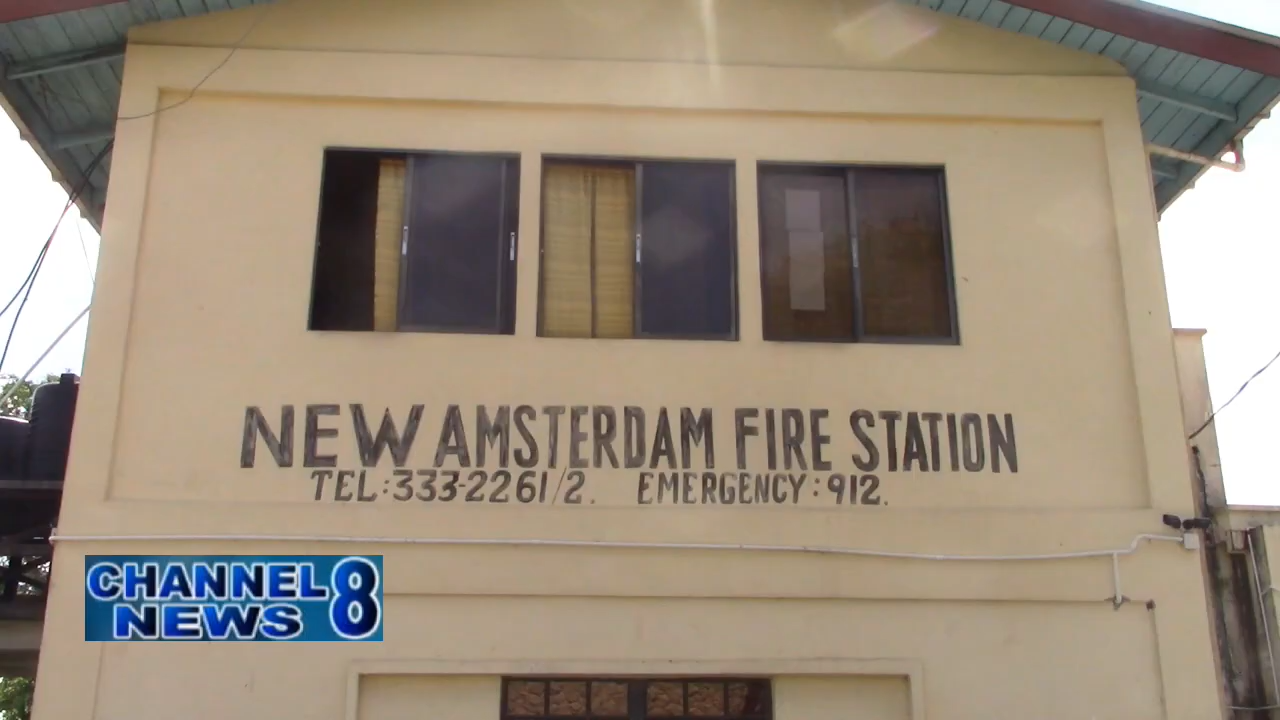 NEW AMSTERDAM FIRE STATION
TEL:333-2261/2. EMERGENCY:912.
CHANNEL 8
NEWS